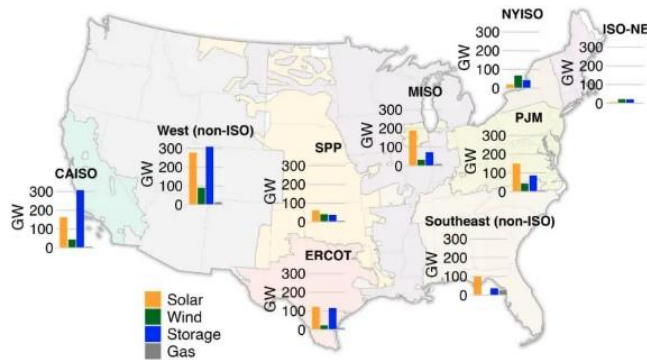 NYISO
300
200
100
0
GW
ISO-NE
300
200
100
0
GW
MISO
300
200
100
0
GW
PJM
300
200
100
0
GW
West (non-ISO)
300
200
100
0
GW
SPP
300
200
100
0
GW
CAISO
300
200
100
0
GW
Southeast (non-ISO)
300
200
100
0
GW
ERCOT
300
200
100
0
GW
Solar
Wind
Storage
Gas